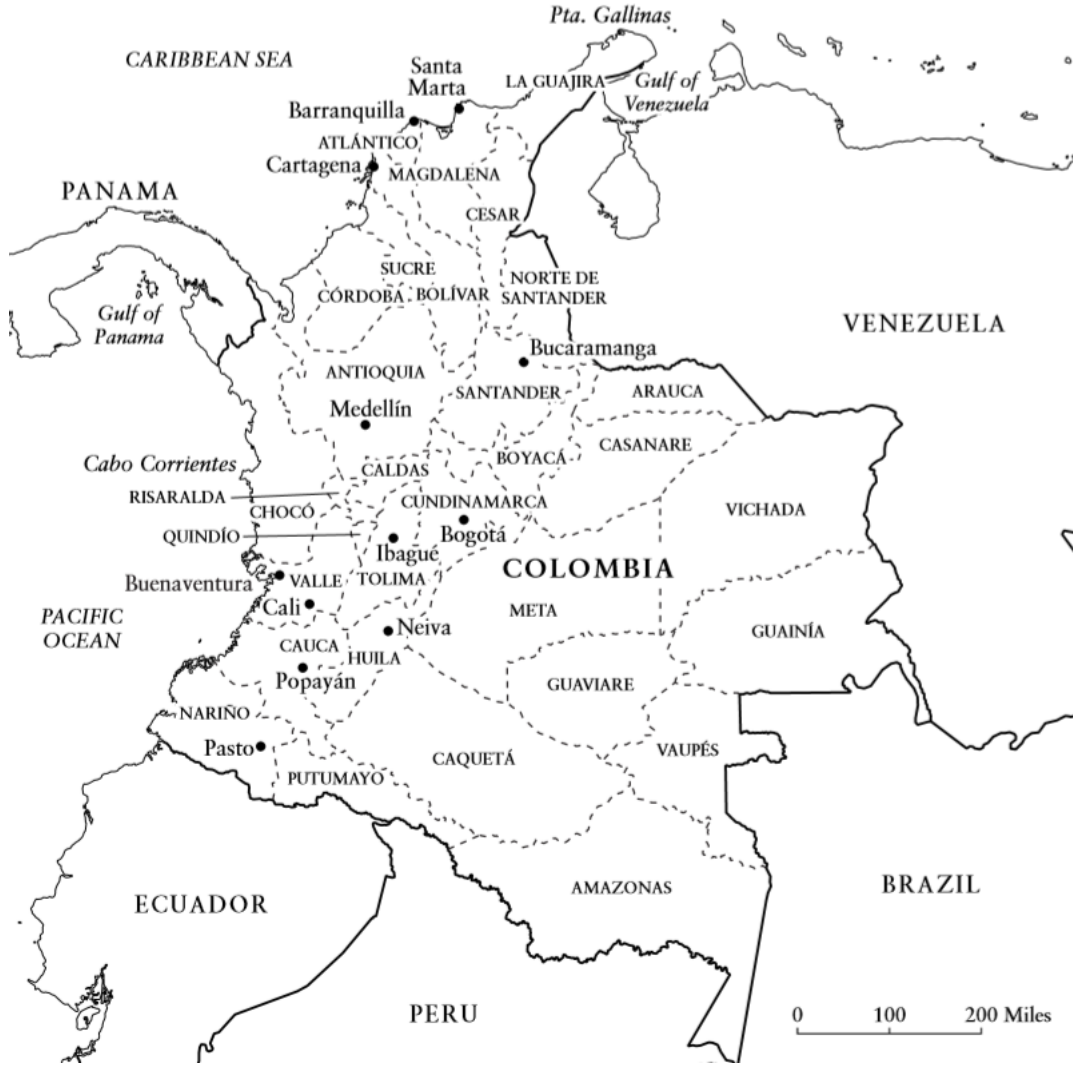 Pta. Gallinas
CARIBBEAN SEA
Santa
Marta
LA GUAJIRA
Gulf of
Venezuela
Barranquilla
ATLÁNTICO
Cartagena
MAGDALENA
PANAMA
CESAR
SUCRE
NORTE DE
SANTANDER
CÓRDOBA
BOLÍVAR
Gulf of
Panama
VENEZUELA
Bucaramanga
ANTIOQUIA
SANTANDER
ARAUCA
Medellín
CASANARE
BOYACÁ
Cabo Corrientes
CALDAS
RISARALDA
CUNDINAMARCA
CHOCÓ
VICHADA
QUINDÍO
Bogotá
Ibagué
COLOMBIA
Buenaventura
VALLE
TOLIMA
Cali
META
PACIFIC
OCEAN
Neiva
GUAINÍA
CAUCA
HUILA
Popayán
GUAVIARE
NARIÑO
Pasto
VAUPÉS
CAQUETÁ
PUTUMAYO
AMAZONAS
BRAZIL
ECUADOR
PERU
0 100 200 Miles